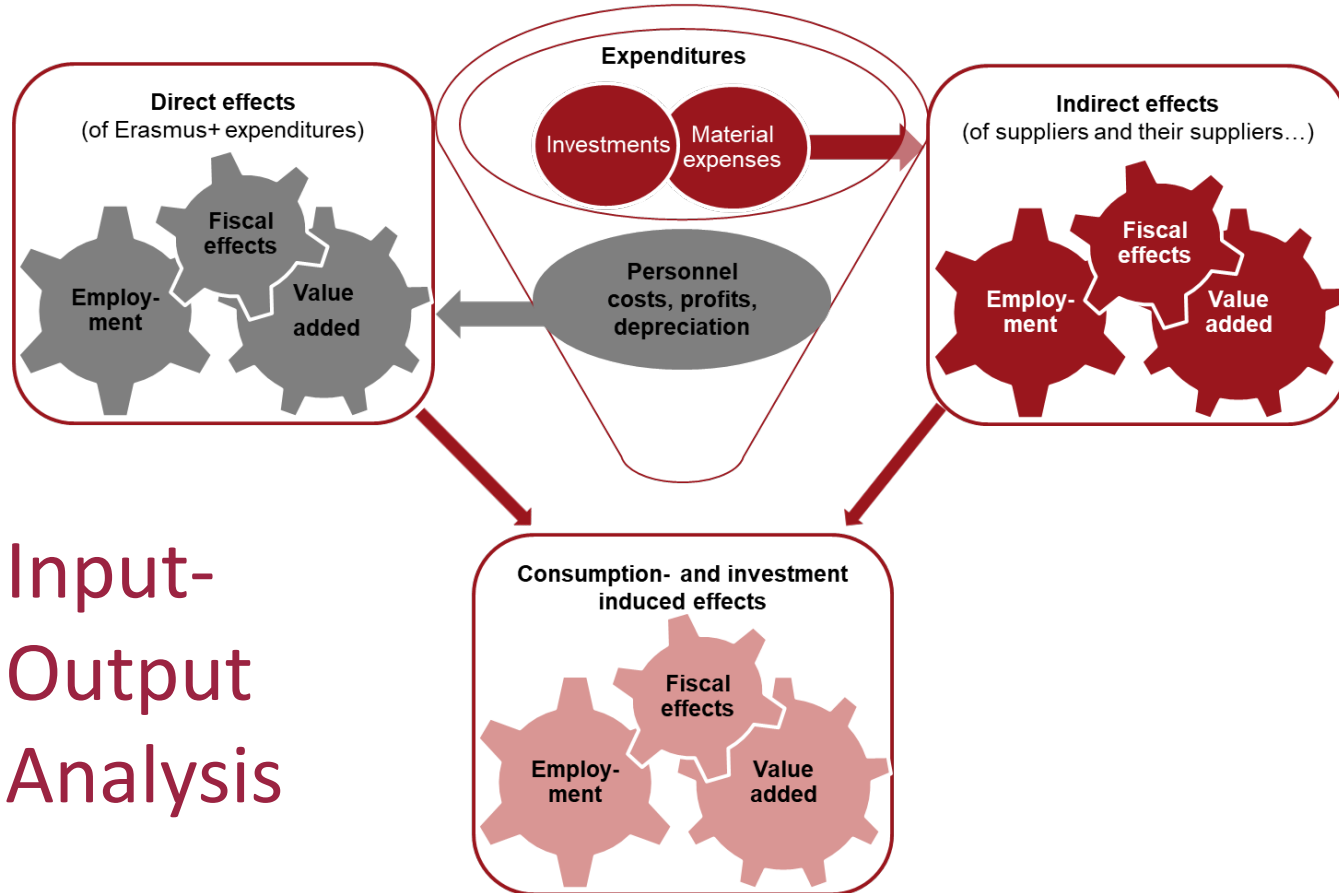 Expenditures
Investments
Material
expenses
Personnel
costs, profits,
depreciation
Direct effects
(of Erasmus+ expenditures)
Fiscal
effects
Employ-
ment
Value
added
Indirect effects
(of suppliers and their suppliers…)
Fiscal
effects
Employ-
ment
Value
added
Input-
Output
Analysis
Consumption- and investment
induced effects
Fiscal
effects
Employ-
ment
Value
added